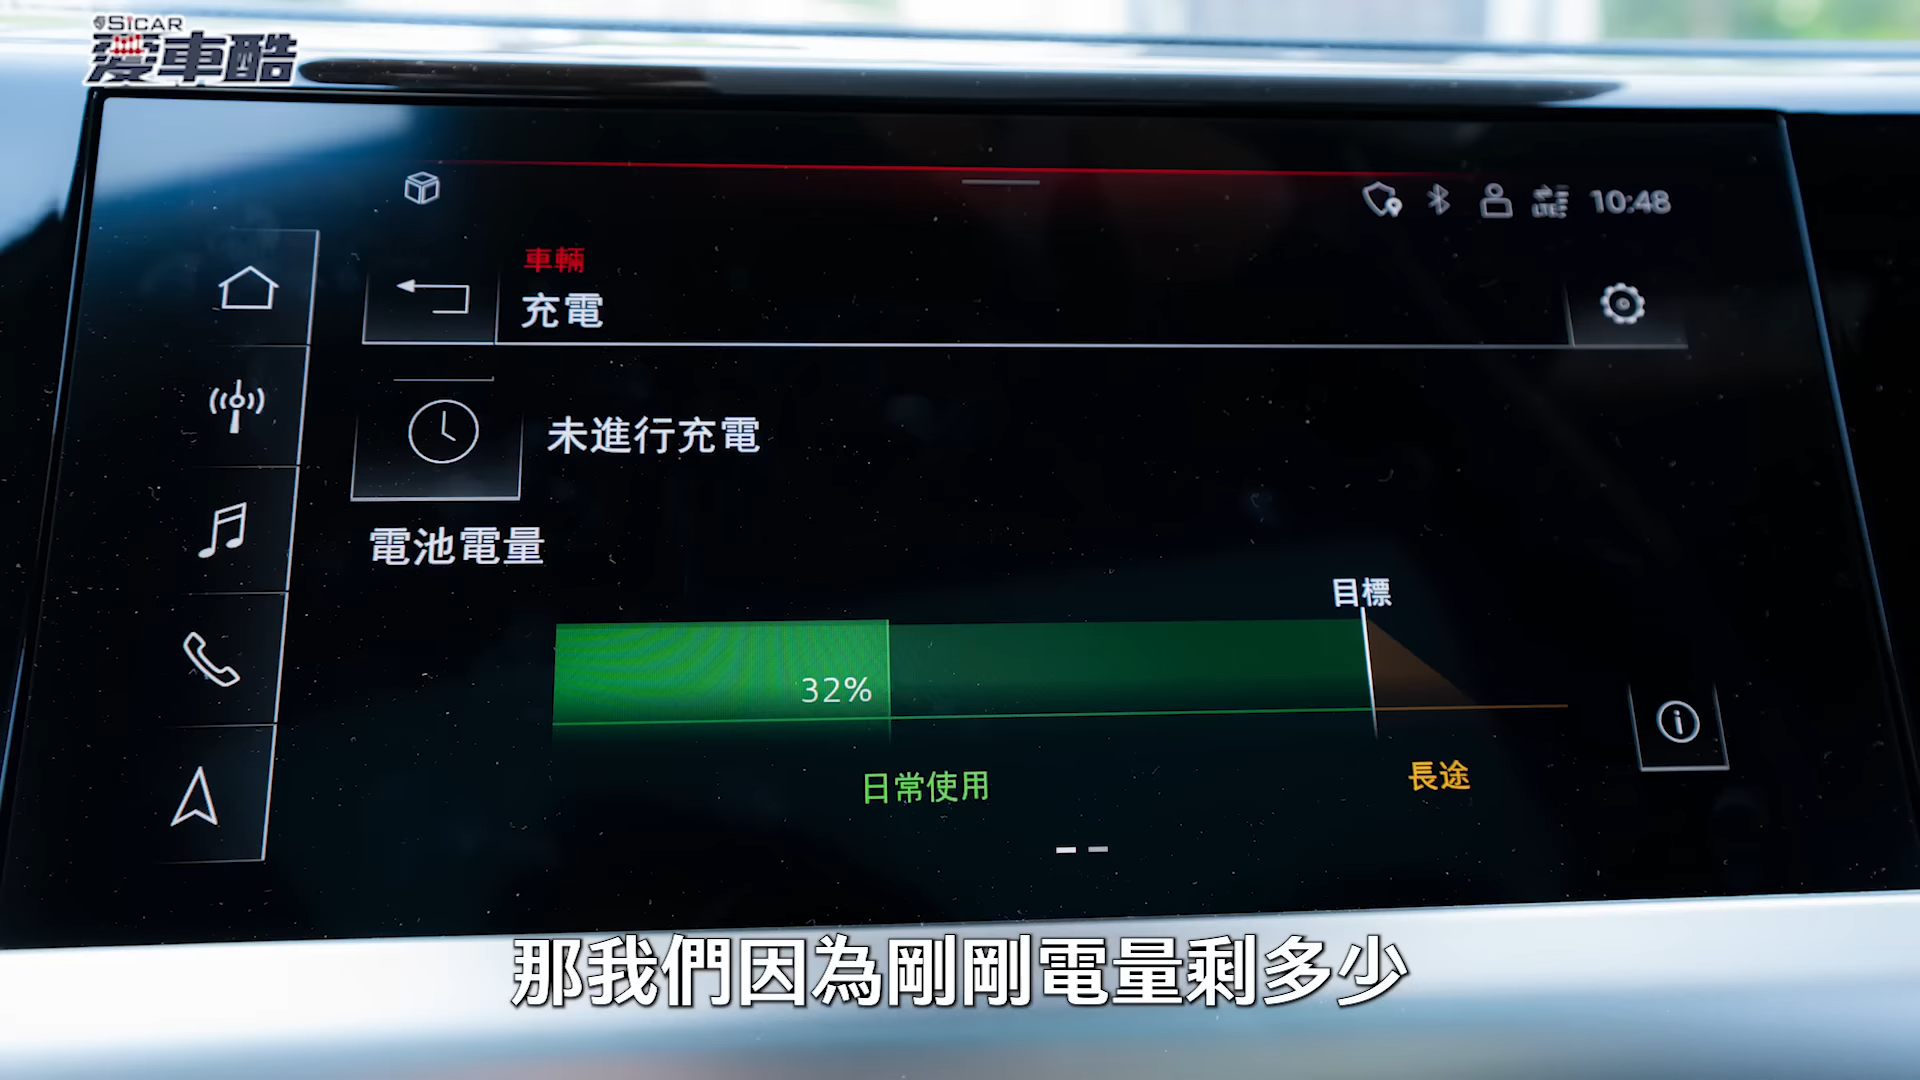 SiCAR
愛車酷
LTE
10:48
車輛
充電
未進行充電
電池電量
目標
32%
日常使用
長途
那我們因為剛剛電量剩多少